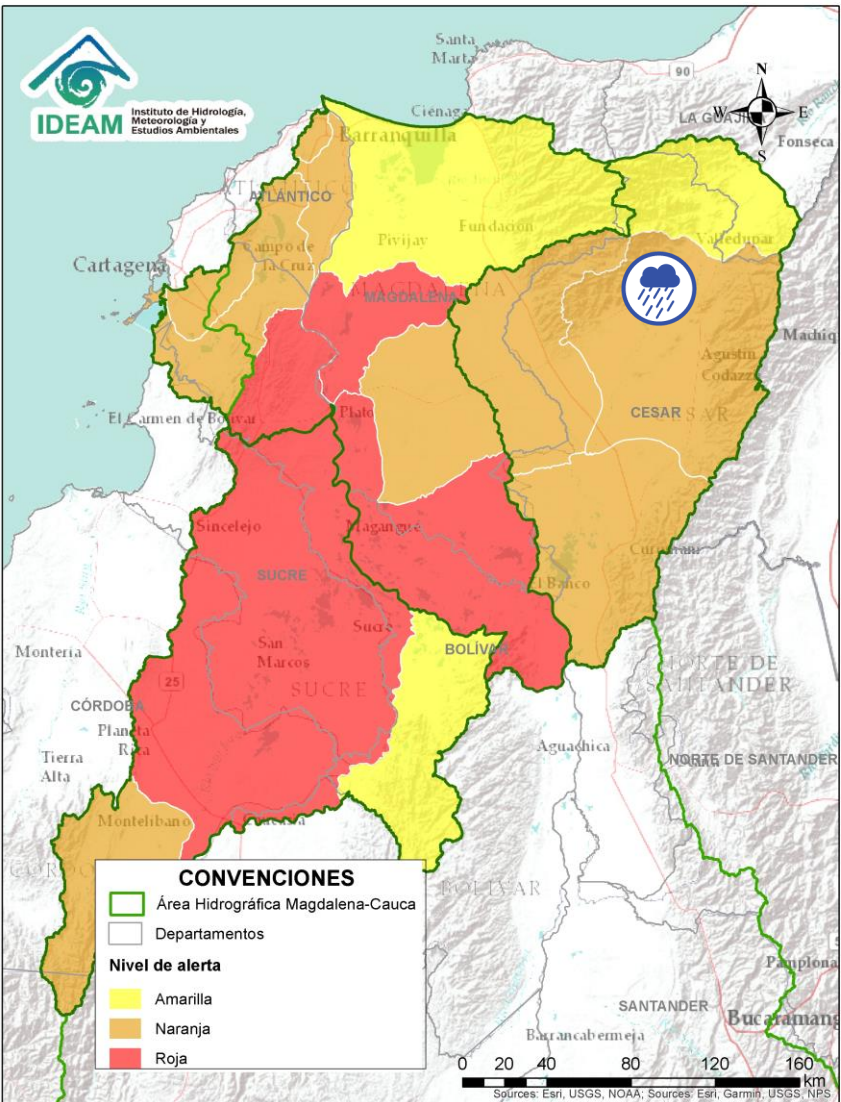 IDEAM
Instituto de Hidrología,
Meteorología y
Estudios Ambientales
Santa
Marta
90
N
W E
S
LA GUAJIRA
Fonseca
Ciénaga
Barranquilla
ATLÁNTICO
ATLÁNTICO
Campo de
la Cruz
Pivijay
Fundación
Valledupar
Cartagena
MAGDALENA
MAGDALENA
Agustín
Codazzi
CESAR
CESAR
El Carmen de Bolívar
Plato
Sincelejo
Magangué
SUCRE
El Banco
Sucre
San
Marcos
SUCRE
BOLÍVAR
Montería
25
CÓRDOBA
Planeta
Rica
Tierra
Alta
NORTE DE
SANTANDER
Aguachica
NORTE DE SANTANDER
Montelibano
BOLÍVAR
CONVENCIONES
Área Hidrográfica Magdalena-Cauca
Departamentos
Nivel de alerta
Amarilla
Naranja
Roja
Pamplona
SANTANDER
Bucaramang
Barrancabermeja
0 20 40 80 120 160
km
Sources: Esri, USGS, NOAA; Sources: Esri, Garmin, USGS, NPS